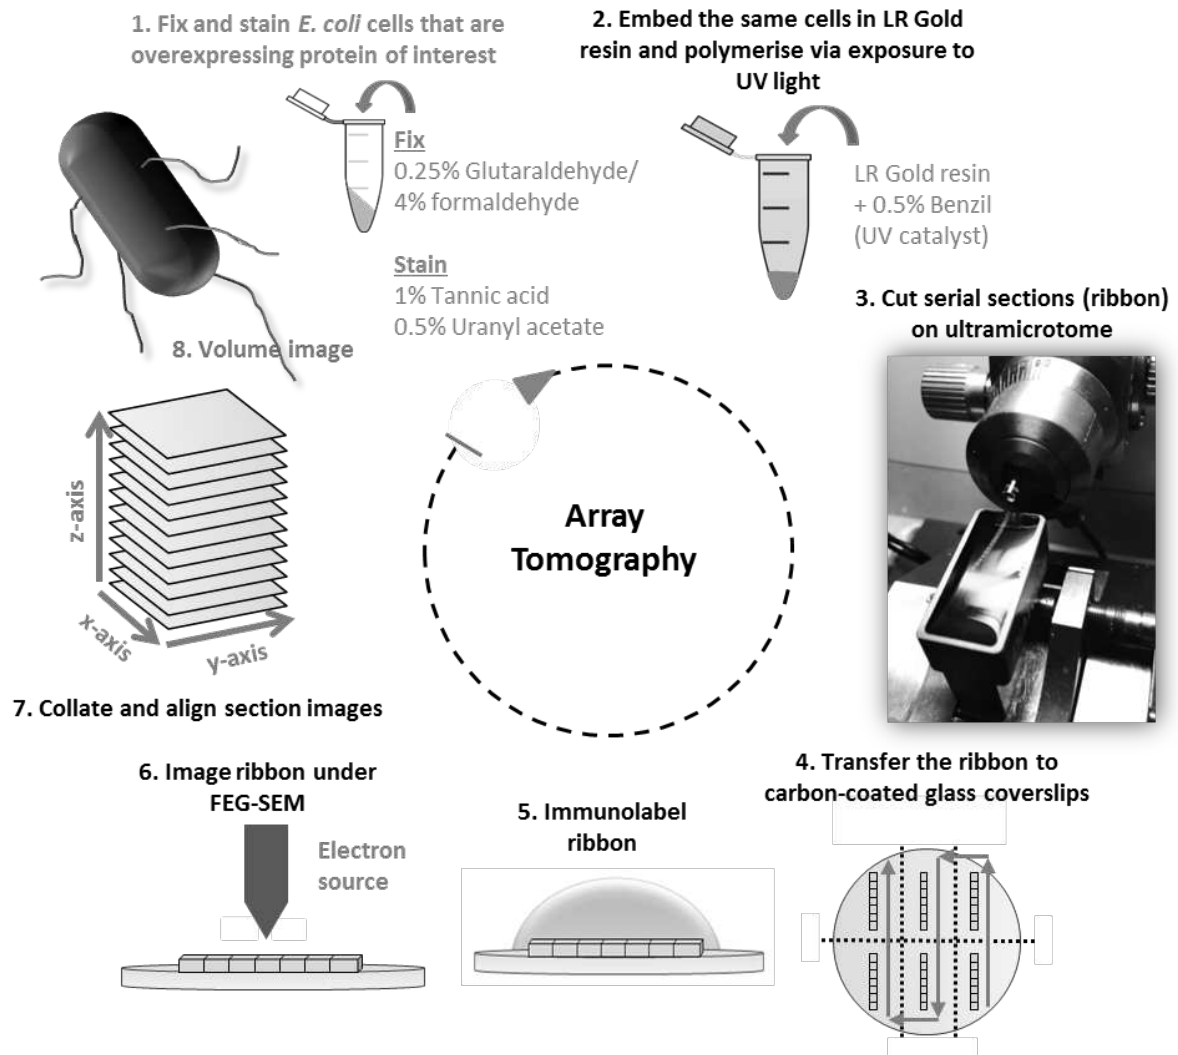 1. Fix and stain E. coli cells that are
overexpressing protein of interest
Fix
0.25% Glutaraldehyde/
4% formaldehyde
Stain
1% Tannic acid
0.5% Uranyl acetate
2. Embed the same cells in LR Gold
resin and polymerise via exposure to
UV light
LR Gold resin
+ 0.5% Benzil
(UV catalyst)
3. Cut serial sections (ribbon)
on ultramicrotome
Array
Tomography
4. Transfer the ribbon to
carbon-coated glass coverslips
5. Immunolabel
ribbon
6. Image ribbon under
FEG-SEM
Electron
source
7. Collate and align section images
8. Volume image
z-axis
x-axis
y-axis